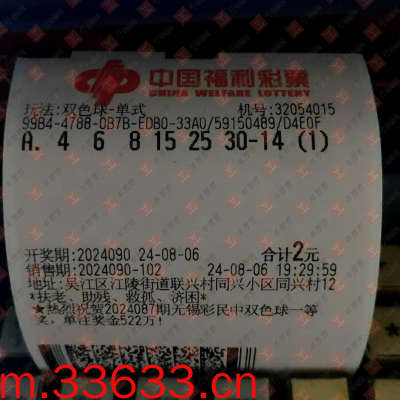 中国福利彩票
CHINA WELFARE LOTTERY
玩法:双色球-单式 机号:32054015
99B4-4788-0B7B-EDB0-33A0/59150489/D4E0F
A. 4 6 8 15 25 30-14 (1)
开奖期:2024090 24-08-06 合计2元
销售期:2024090-102 24-08-06 19:29:59
地址:吴江区江陵街道联兴村同兴小区同兴村12
*扶老、助残、救孤、济困*
★热烈祝贺2024087期无锡彩民中双色球一等
奖,单注奖金522万!
m.33633.cn